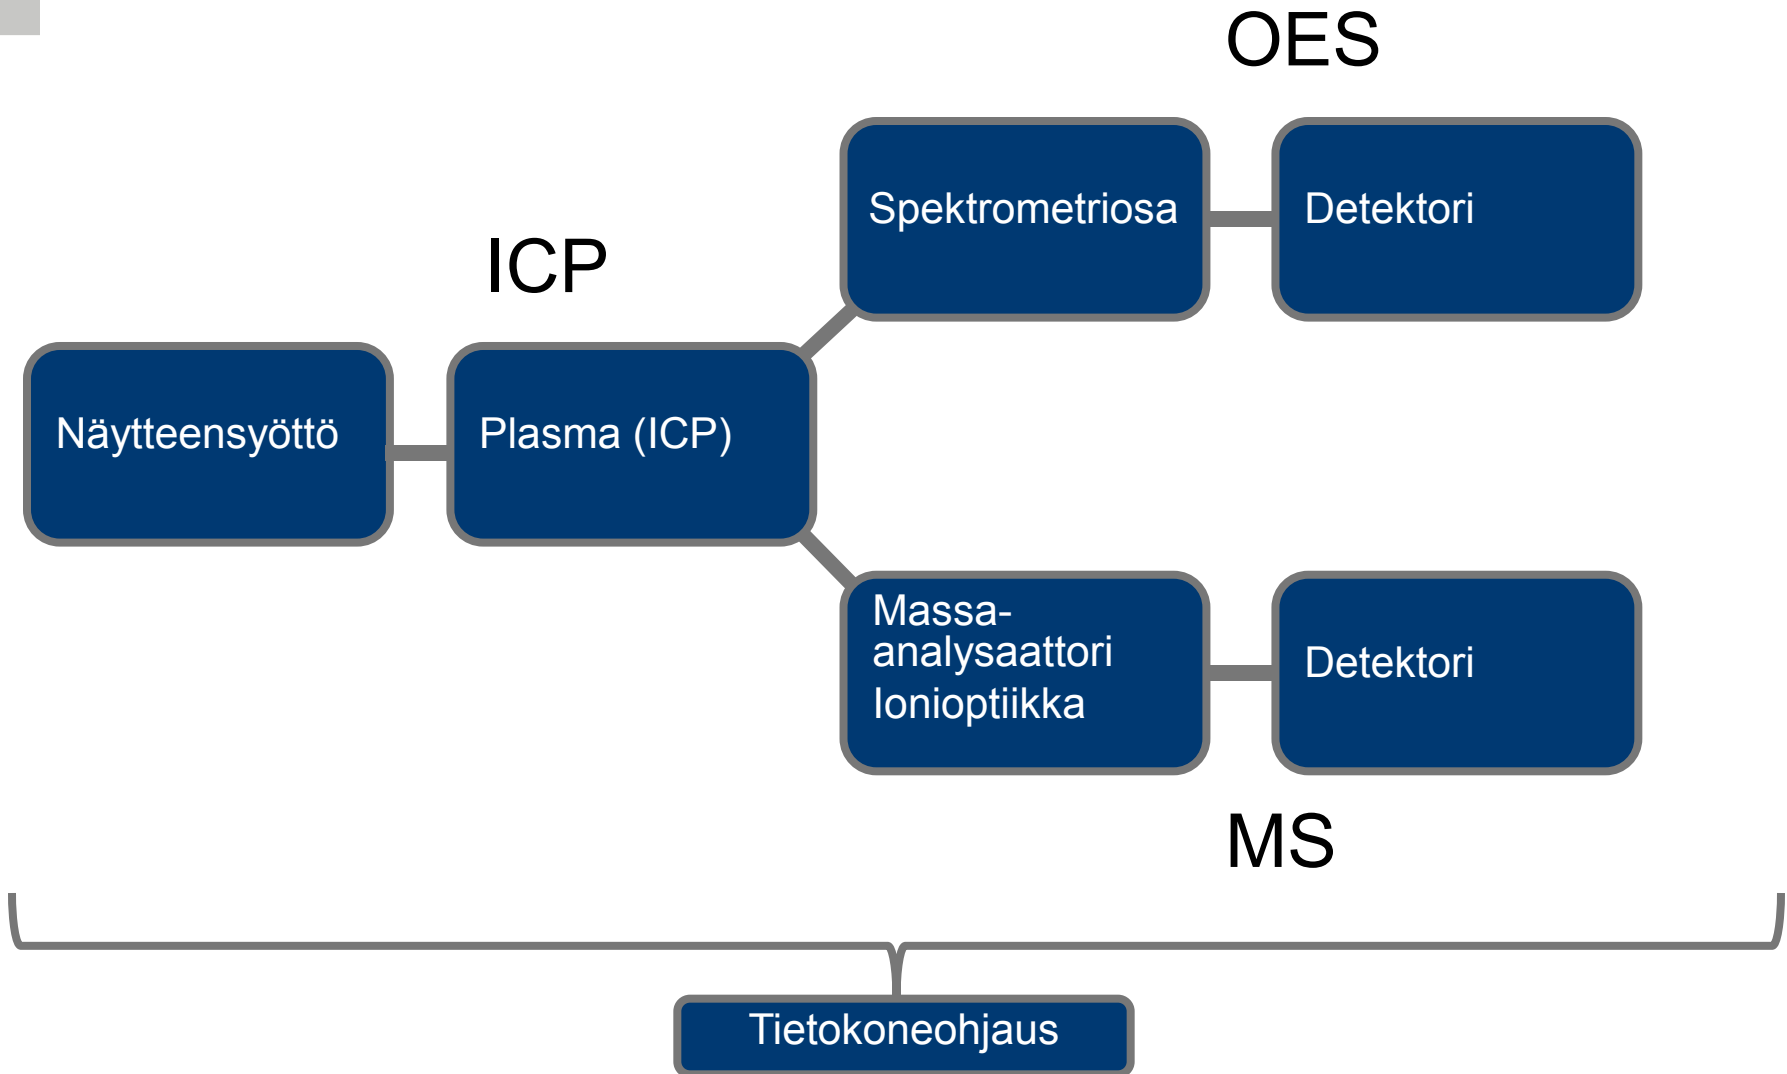 OES
Spektrometriosa
Detektori
ICP
Näytteensyöttö
Plasma (ICP)
Massa-
analysaattori
Ionioptiikka
Detektori
MS
Tietokoneohjaus